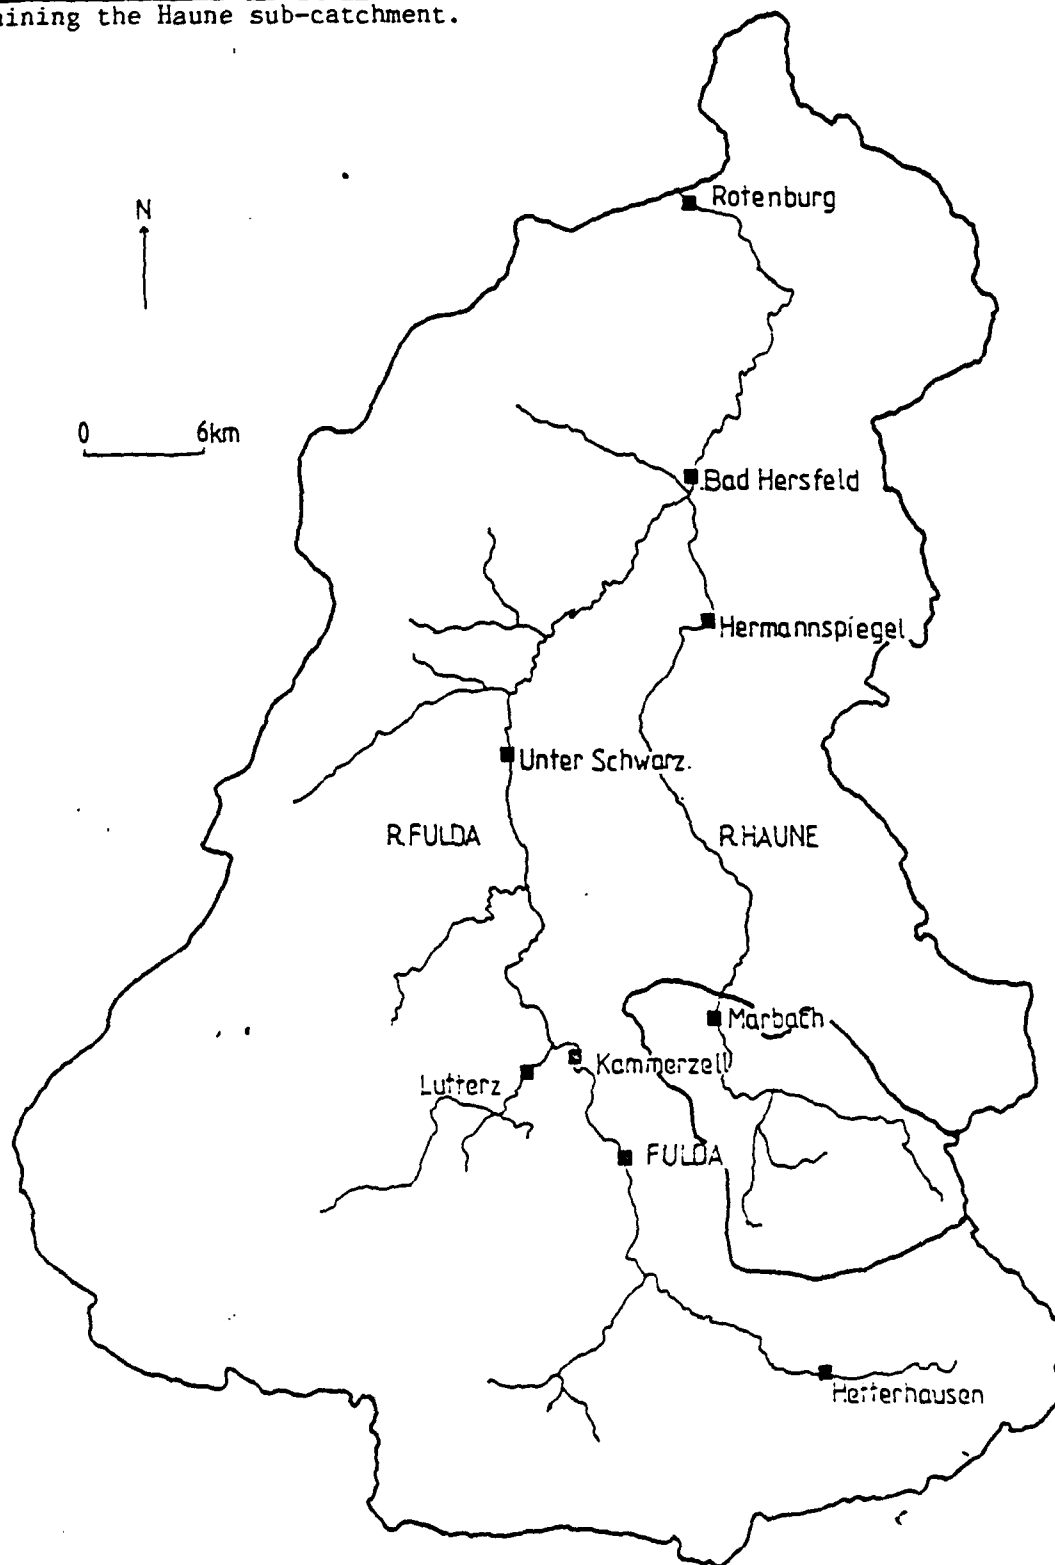 ining the Haune sub-catchment.
Rotenburg
N
0 6km
Bad Hersfeld
Hermannspiegel
Unter Schwarz.
R.FULDA R.HAUNE
Marbach
Kammerzell
Lutterz
FULDA
Hetterhausen